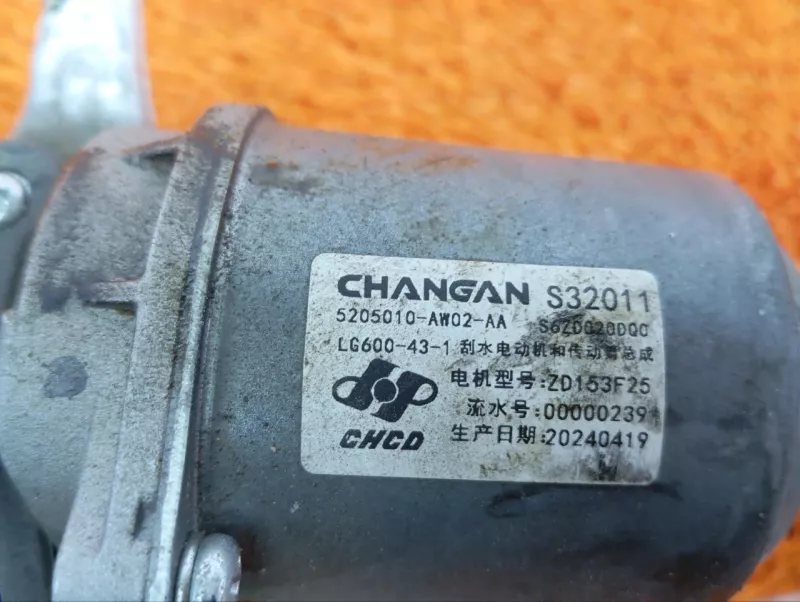 CHANGAN S32011
5205010-AW02-AA
LG600-43-1 刮水电动机和传动臂总成
电机型号:ZD153F25
流水号:00000239
CHCD
生产日期:20240419